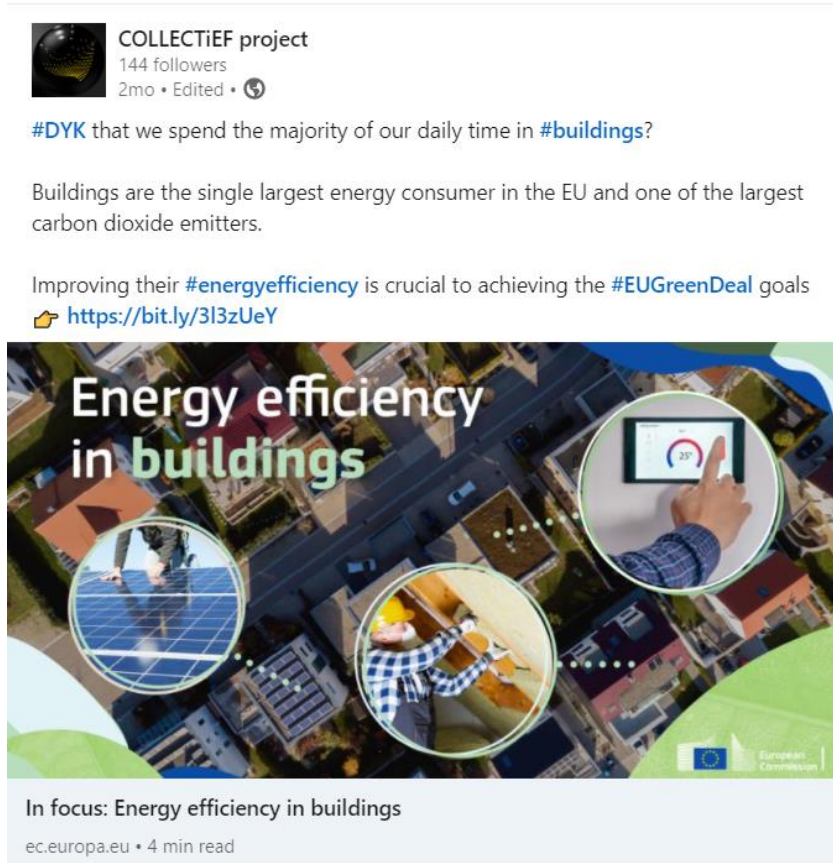 COLLECTiEF project
144 followers
2mo • Edited •
#DYK that we spend the majority of our daily time in #buildings?
Buildings are the single largest energy consumer in the EU and one of the largest
carbon dioxide emitters.
Improving their #energyefficiency is crucial to achieving the #EUGreenDeal goals
👉 https://bit.ly/3l3zUeY
Energy efficiency
in buildings
25°
European
Commission
In focus: Energy efficiency in buildings
ec.europa.eu • 4 min read